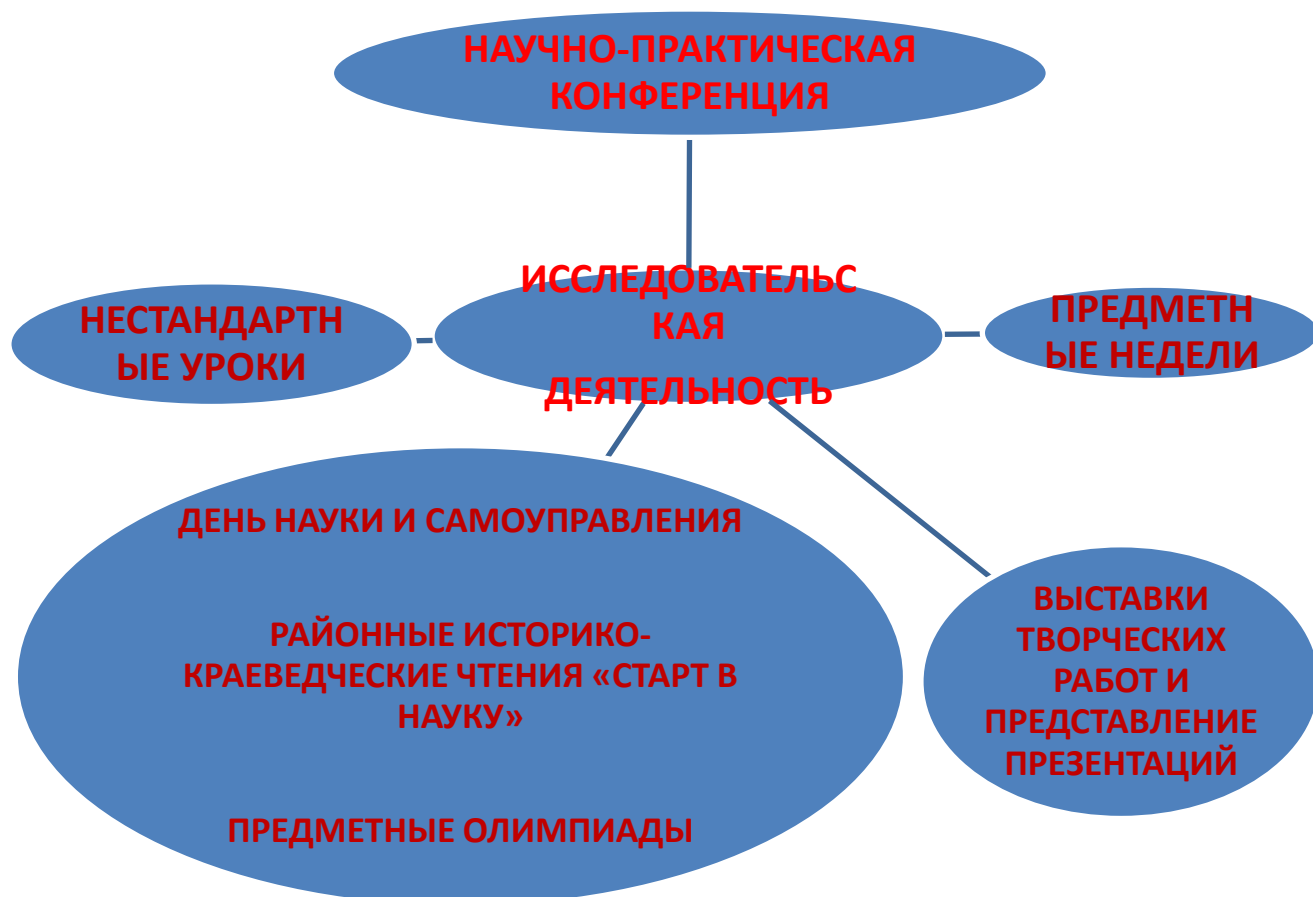 НАУЧНО-ПРАКТИЧЕСКАЯ
КОНФЕРЕНЦИЯ
ИССЛЕДОВАТЕЛЬС
КАЯ
ДЕЯТЕЛЬНОСТЬ
НЕСТАНДАРТН
ЫЕ УРОКИ
ПРЕДМЕТН
ЫЕ НЕДЕЛИ
ДЕНЬ НАУКИ И САМОУПРАВЛЕНИЯ
РАЙОННЫЕ ИСТОРИКО-
КРАЕВЕДЧЕСКИЕ ЧТЕНИЯ «СТАРТ В
НАУКУ»
ПРЕДМЕТНЫЕ ОЛИМПИАДЫ
ВЫСТАВКИ
ТВОРЧЕСКИХ
РАБОТ И
ПРЕДСТАВЛЕНИЕ
ПРЕЗЕНТАЦИЙ